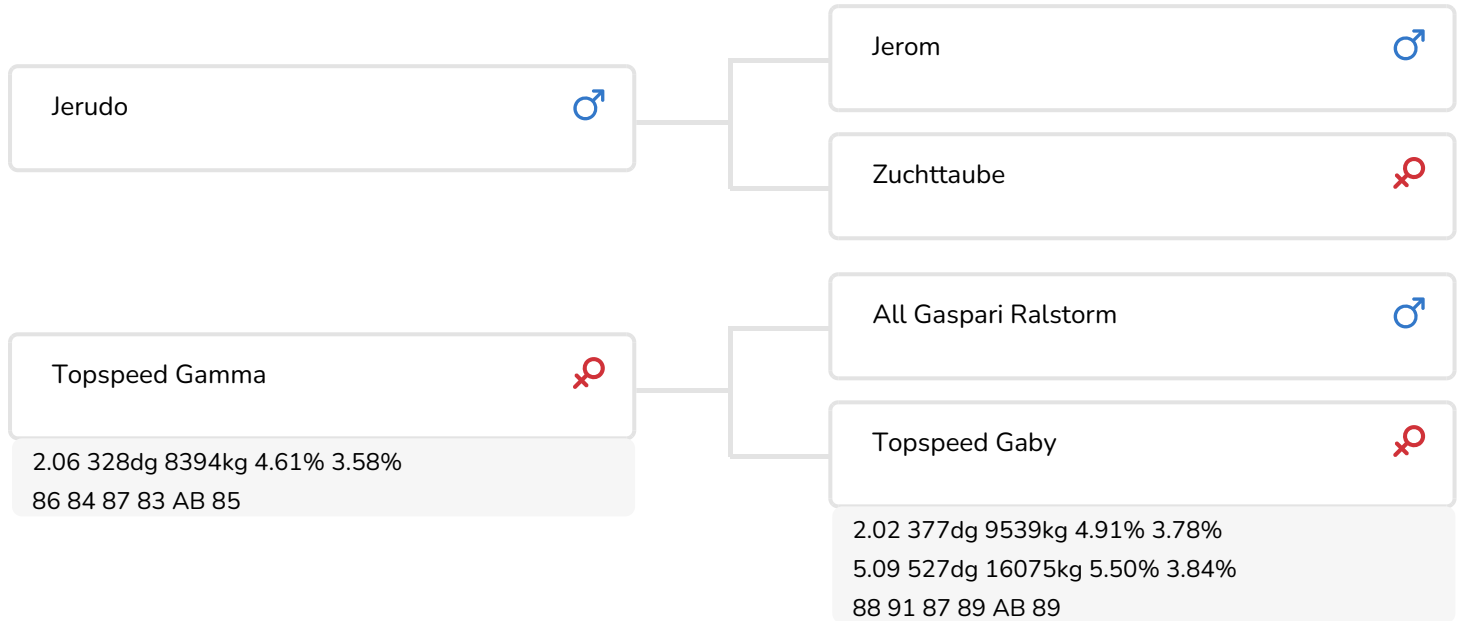 Jerom
Jerudo
Zuchttaube
All Gaspari Ralstorm
Topspeed Gamma
2.06 328dg 8394kg 4.61% 3.58%
86 84 87 83 AB 85
Topspeed Gaby
2.02 377dg 9539kg 4.91% 3.78%
5.09 527dg 16075kg 5.50% 3.84%
88 91 87 89 AB 89